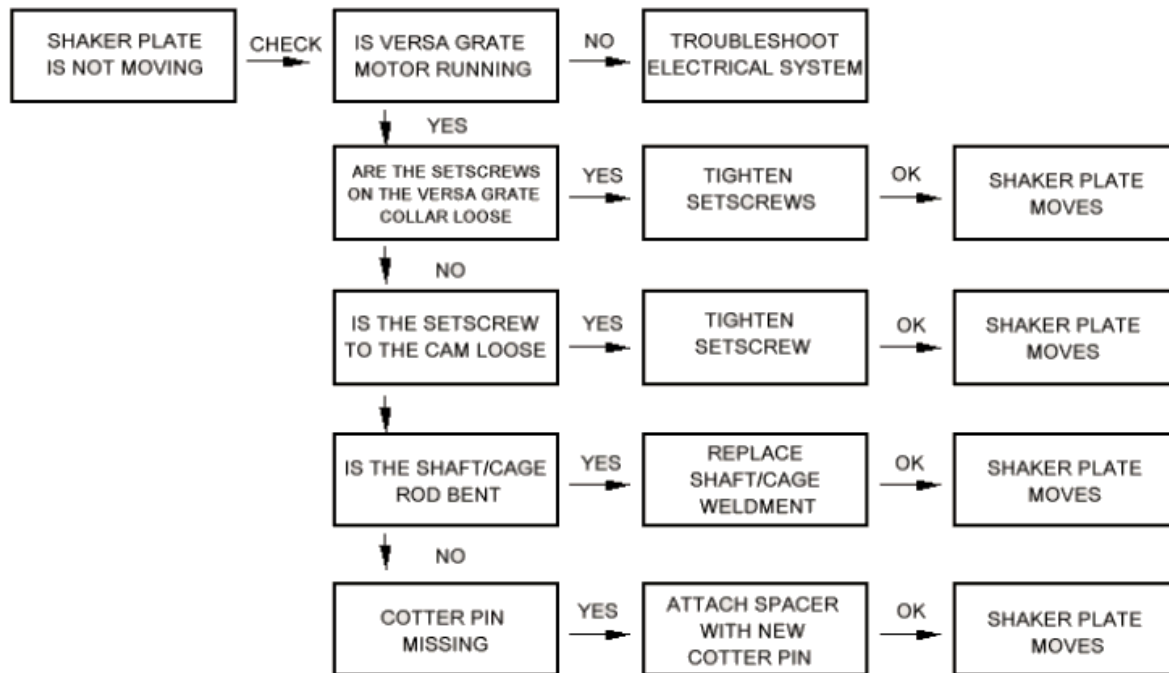 SHAKER PLATE
IS NOT MOVING
CHECK
IS VERSA GRATE
MOTOR RUNNING
NO
TROUBLESHOOT
ELECTRICAL SYSTEM
YES
ARE THE SETSCREWS
ON THE VERSA GRATE
COLLAR LOOSE
YES
TIGHTEN
SETSCREWS
OK
SHAKER PLATE
MOVES
NO
IS THE SETSCREW
TO THE CAM LOOSE
YES
TIGHTEN
SETSCREW
OK
SHAKER PLATE
MOVES
IS THE SHAFT/CAGE
ROD BENT
YES
REPLACE
SHAFT/CAGE
WELDMENT
OK
SHAKER PLATE
MOVES
NO
COTTER PIN
MISSING
YES
ATTACH SPACER
WITH NEW
COTTER PIN
OK
SHAKER PLATE
MOVES